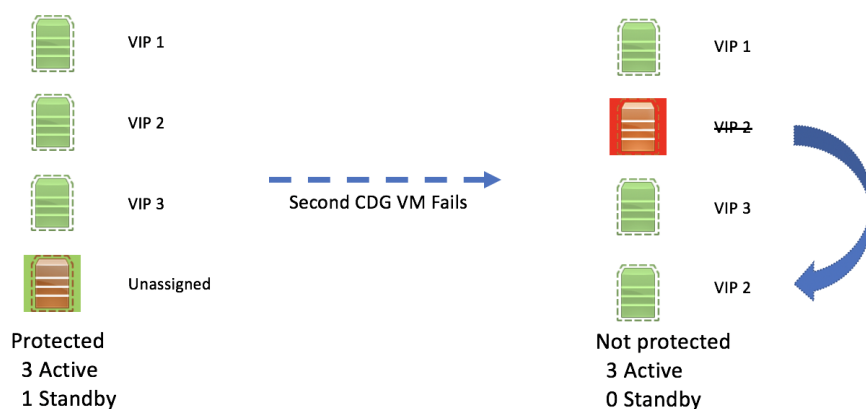 VIP 1
VIP 2
VIP 3
Unassigned
Protected
3 Active
1 Standby
Second CDG VM Fails
VIP 1
VIP 2
VIP 3
VIP 2
Not protected
3 Active
0 Standby